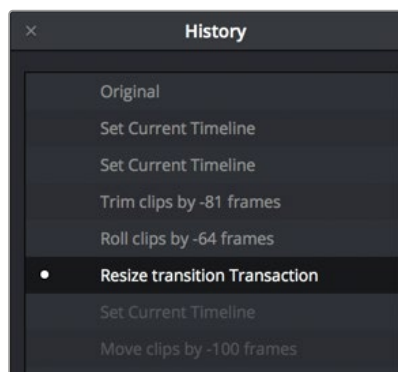 History
Original
Set Current Timeline
Set Current Timeline
Trim clips by -81 frames
Roll clips by -64 frames
Resize transition Transaction
Set Current Timeline
Move clips by -100 frames